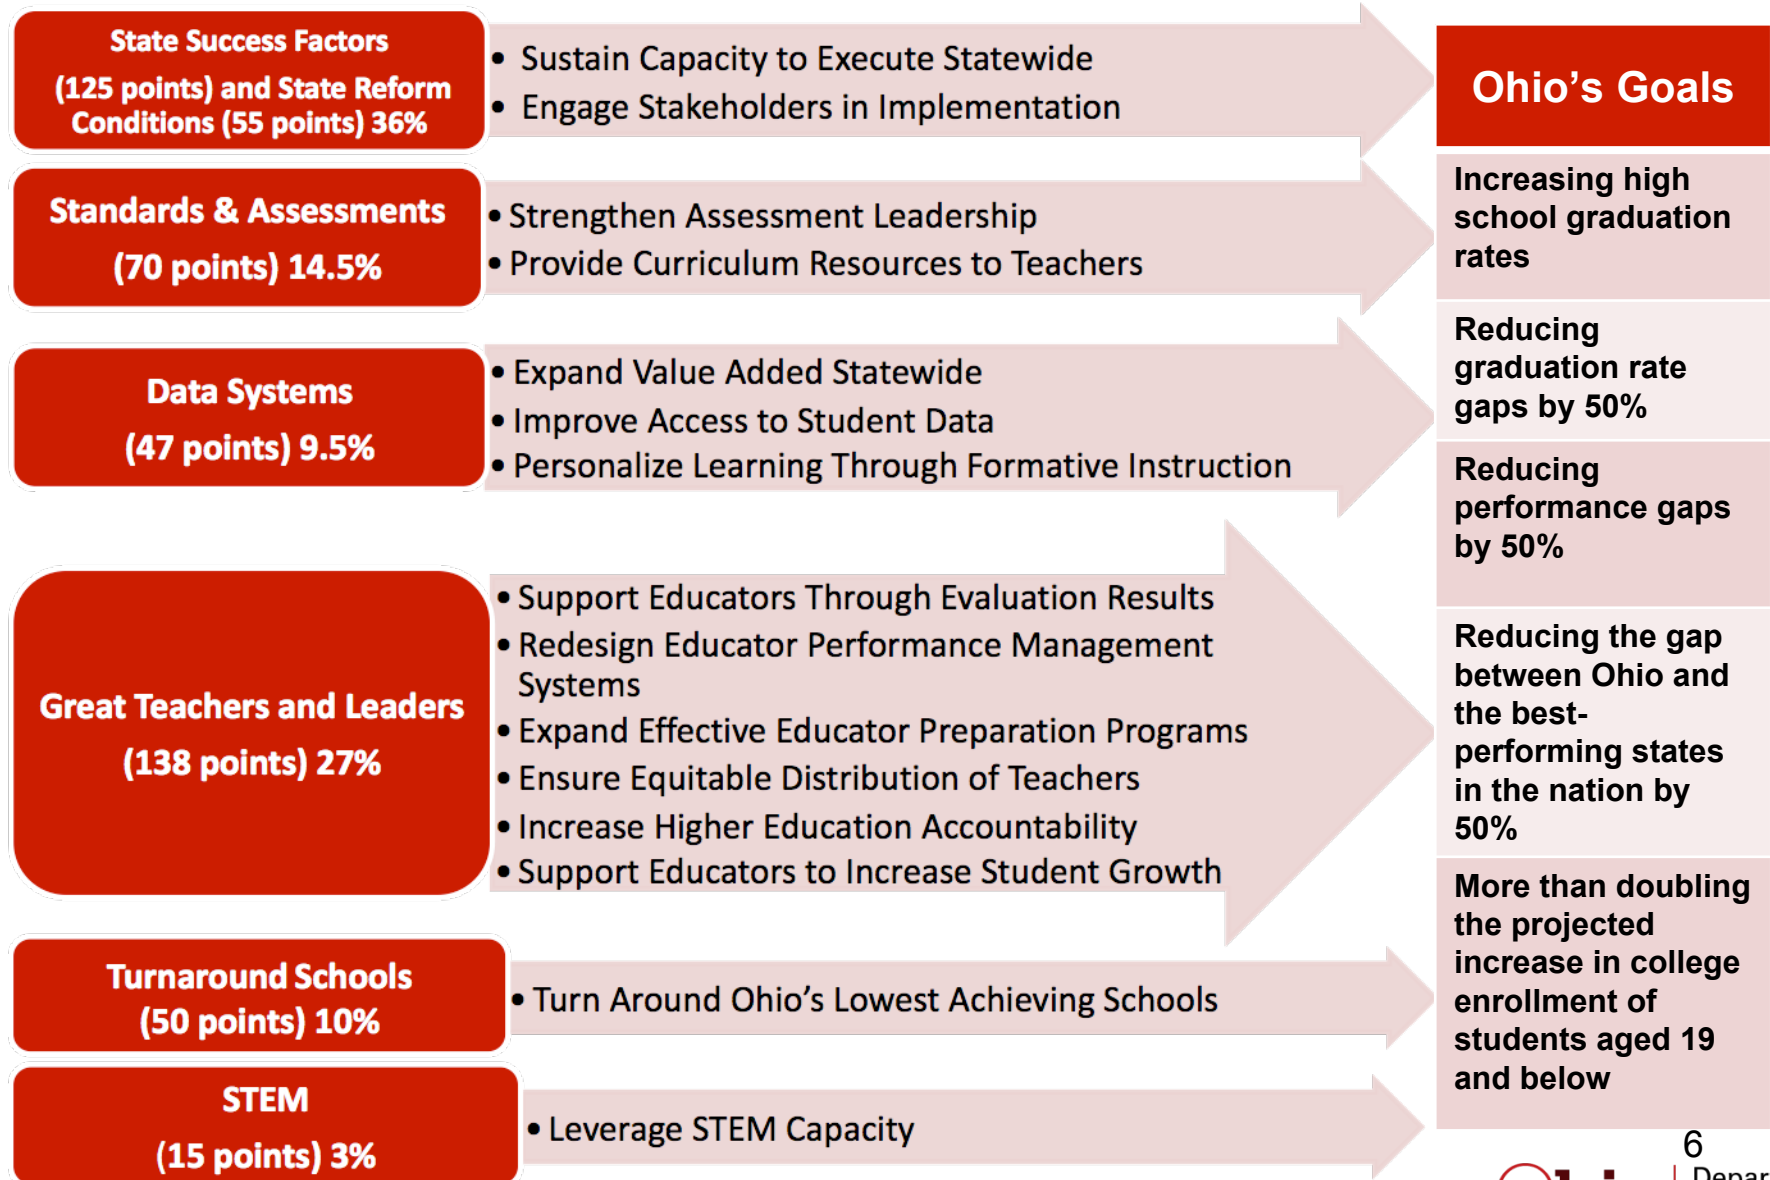 State Success Factors
(125 points) and State Reform
Conditions (55 points) 36%
• Sustain Capacity to Execute Statewide
• Engage Stakeholders in Implementation
Standards & Assessments
(70 points) 14.5%
• Strengthen Assessment Leadership
• Provide Curriculum Resources to Teachers
Data Systems
(47 points) 9.5%
• Expand Value Added Statewide
• Improve Access to Student Data
• Personalize Learning Through Formative Instruction
Great Teachers and Leaders
(138 points) 27%
• Support Educators Through Evaluation Results
• Redesign Educator Performance Management
Systems
• Expand Effective Educator Preparation Programs
• Ensure Equitable Distribution of Teachers
• Increase Higher Education Accountability
• Support Educators to Increase Student Growth
Turnaround Schools
(50 points) 10%
• Turn Around Ohio’s Lowest Achieving Schools
STEM
(15 points) 3%
• Leverage STEM Capacity
Ohio’s Goals
Increasing high
school graduation
rates
Reducing
graduation rate
gaps by 50%
Reducing
performance gaps
by 50%
Reducing the gap
between Ohio and
the best-
performing states
in the nation by
50%
More than doubling
the projected
increase in college
enrollment of
students aged 19
and below
6